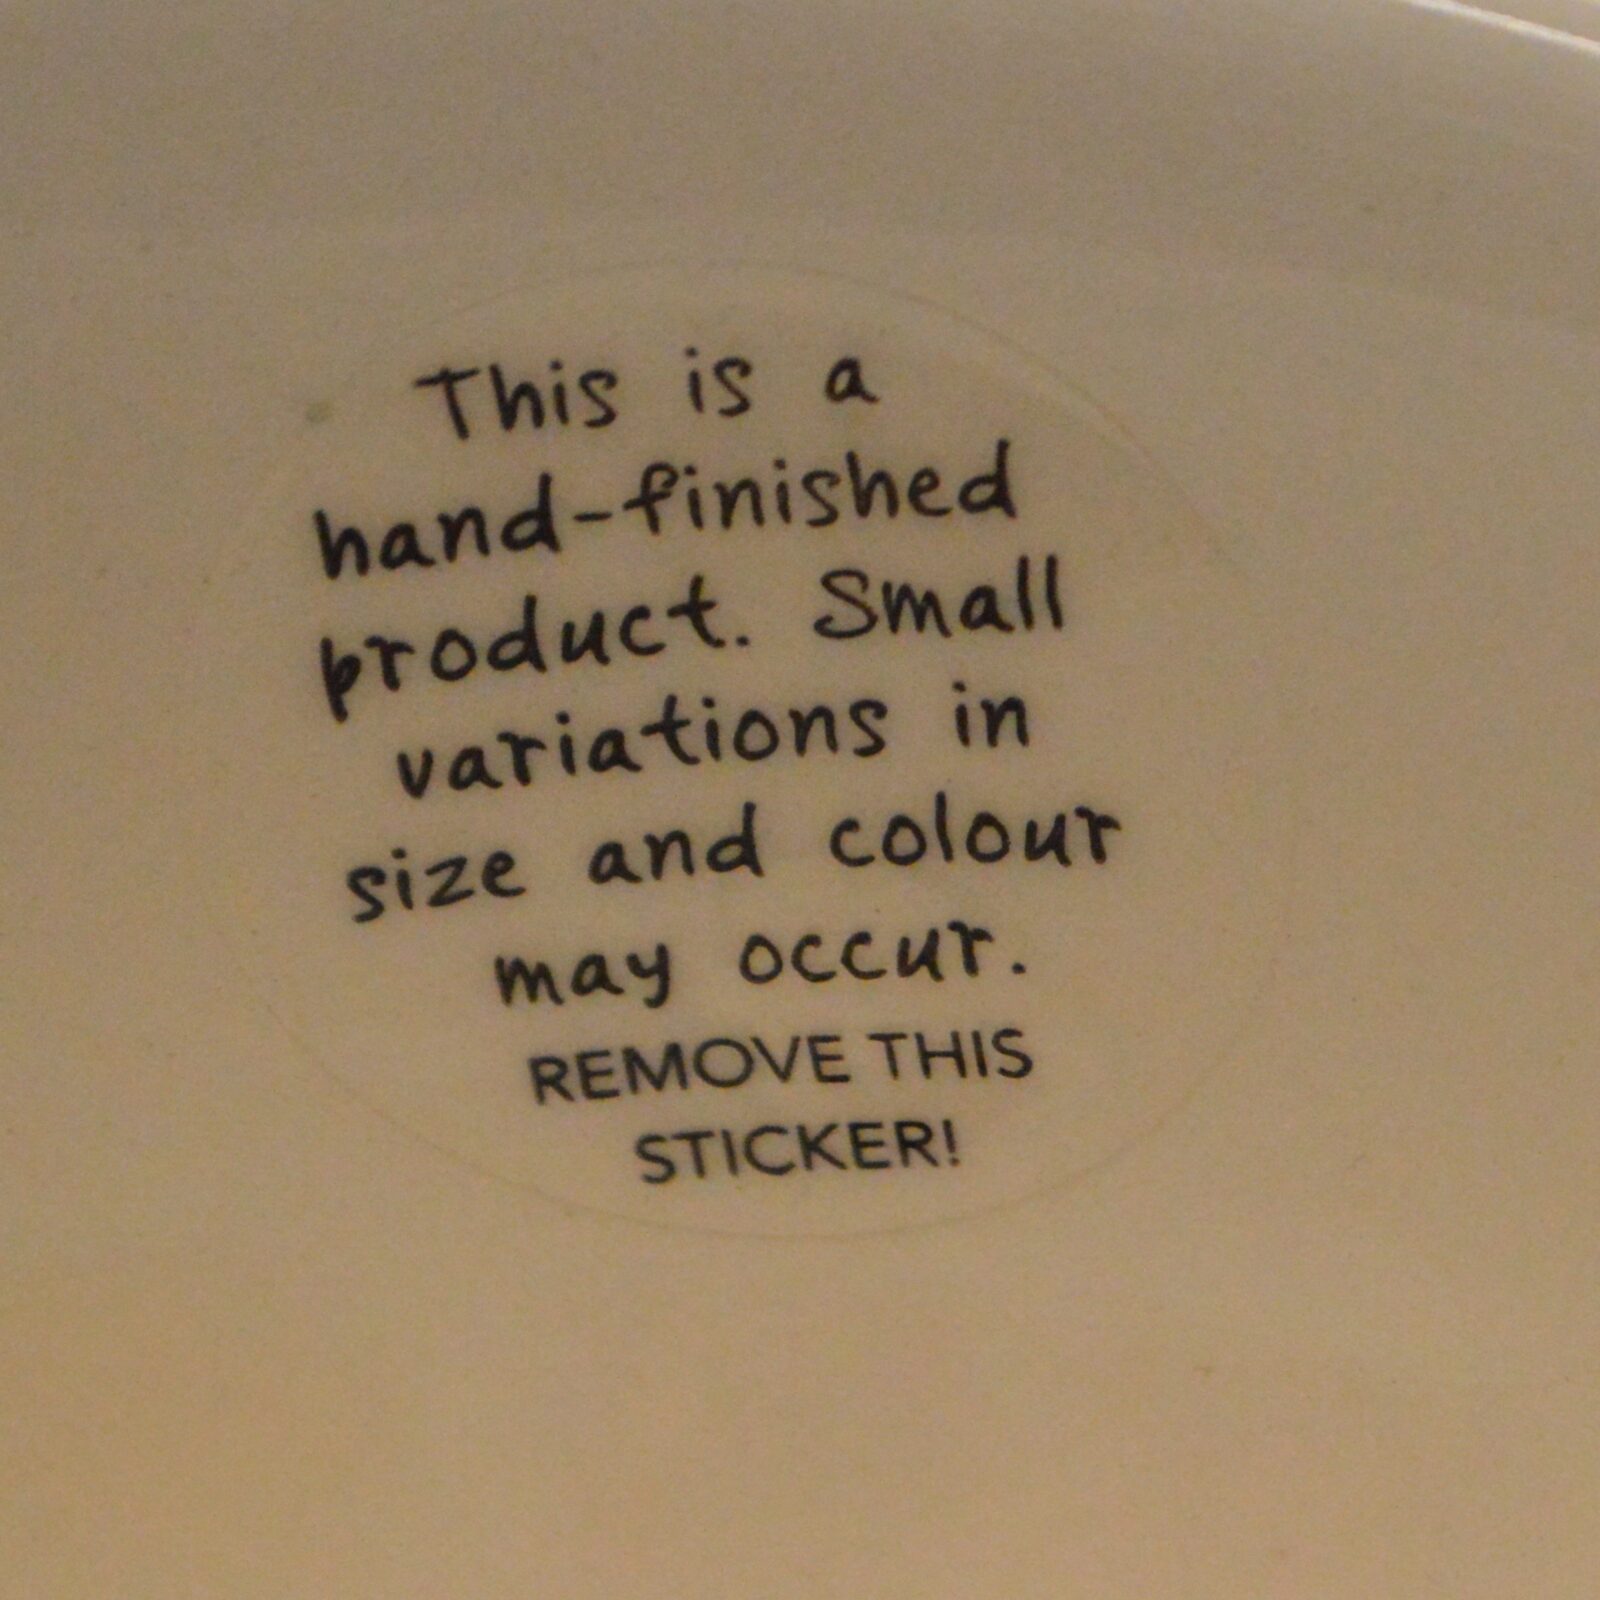 This is a
hand-finished
product. Small
variations in
size and colour
may occur.
REMOVE THIS
STICKER!